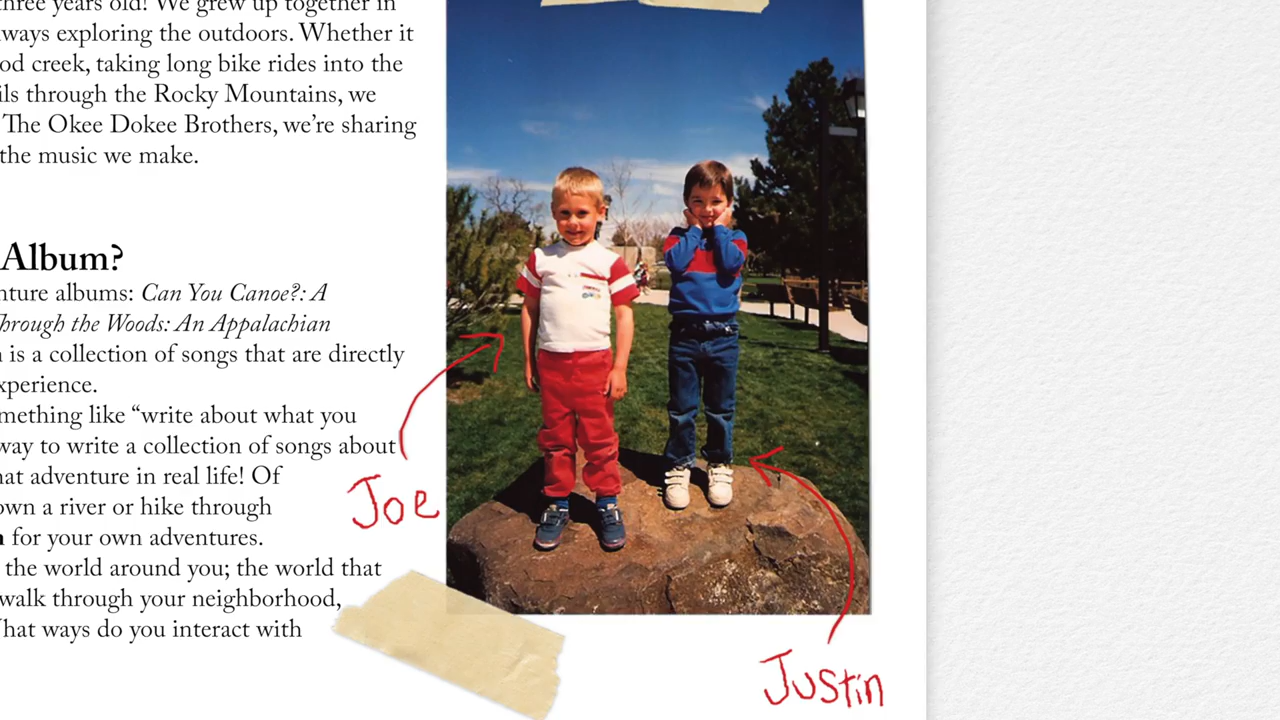 three years old! We grew up together in
ways exploring the outdoors. Whether it
od creek, taking long bike rides into the
ils through the Rocky Mountains, we
The Okee Dokee Brothers, we're sharing
the music we make.
Album?
nture albums: Can You Canoe?: A
hrough the Woods: An Appalachian
is a collection of songs that are directly
xperience.
mething like “write about what you
way to write a collection of songs about
hat adventure in real life! Of
own a river or hike through
for your own adventures.
the world around you; the world that
walk through your neighborhood,
hat ways do you interact with
Joe
Justin